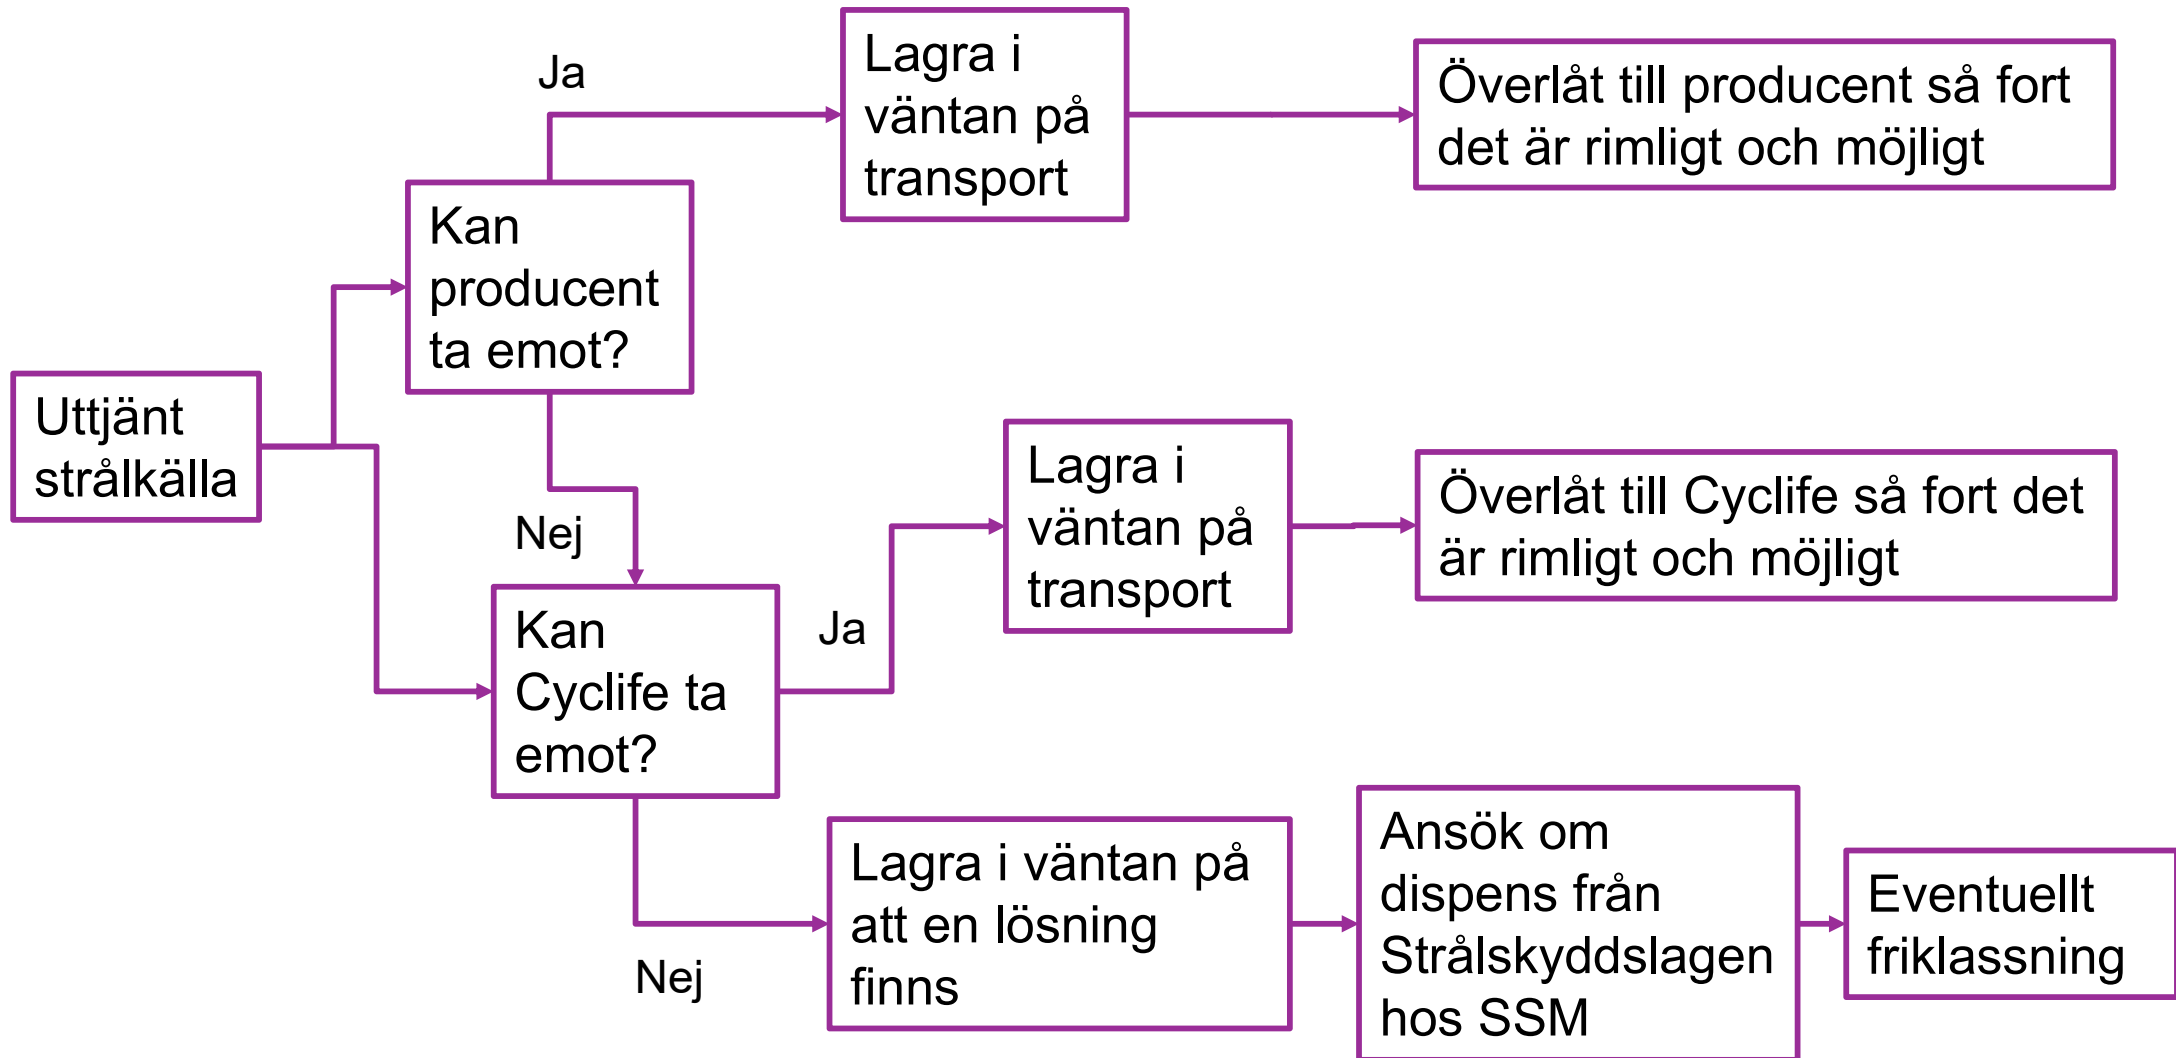 Uttjänt
strålkälla
Kan
producent
ta emot?
Ja
Lagra i
väntan på
transport
Överlåt till producent så fort
det är rimligt och möjligt
Nej
Kan
Cyclife ta
emot?
Ja
Lagra i
väntan på
transport
Överlåt till Cyclife så fort det
är rimligt och möjligt
Nej
Lagra i väntan på
att en lösning
finns
Ansök om
dispens från
Strålskyddslagen
hos SSM
Eventuellt
friklassning